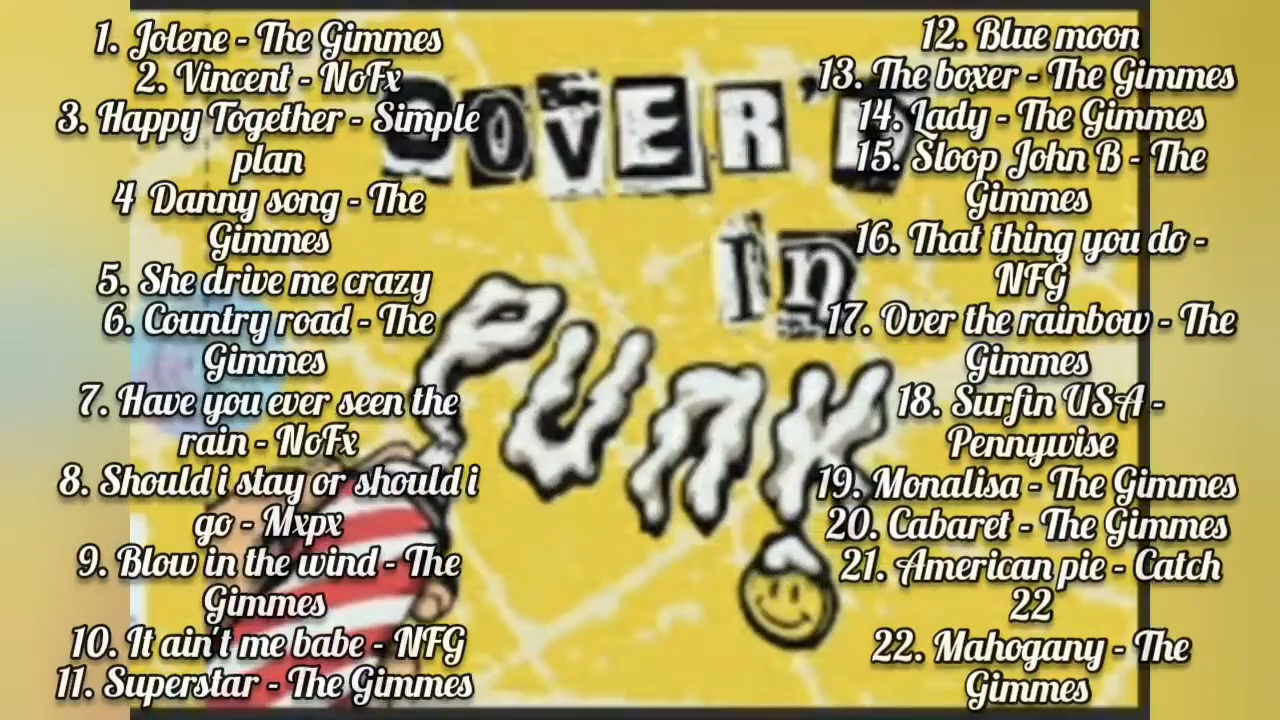 1. Jolene - The Gimmes
2. Vincent - NoFx
3. Happy Together - Simple
plan
4 Danny song - The
Gimmes
5. She drive me crazy
6. Country road - The
Gimmes
7. Have you ever seen the
rain - NoFx
8. Should i stay or should i
go - Mxpx
9. Blow in the wind - The
Gimmes
10. It ain't me babe - NFG
11. Superstar - The Gimmes
COVER'D
In
PUnK
12. Blue moon
13. The boxer - The Gimmes
14. Lady - The Gimmes
15. Sloop John B - The
Gimmes
16. That thing you do -
NFG
17. Over the rainbow - The
Gimmes
18. Surfin USA -
Pennywise
19. Monalisa - The Gimmes
20. Cabaret - The Gimmes
21. American pie - Catch
22
22. Mahogany - The
Gimmes